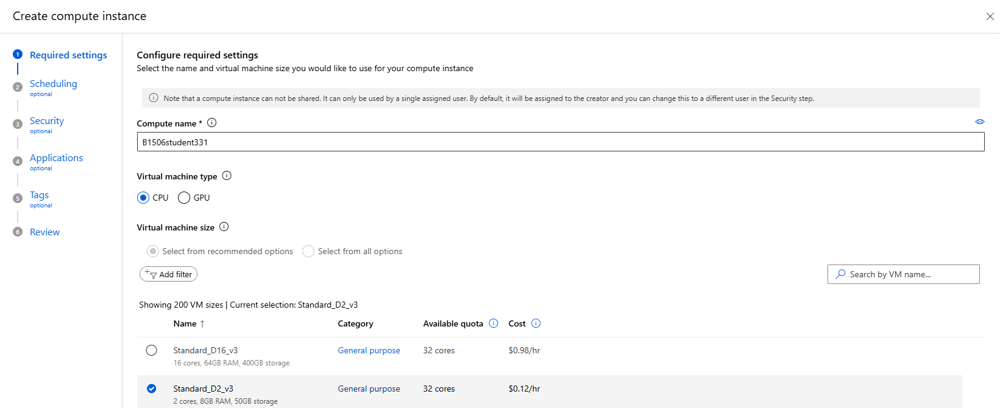 Create compute instance
1 Required settings
2 Scheduling
optional
3 Security
optional
4 Applications
optional
5 Tags
optional
6 Review
Configure required settings
Select the name and virtual machine size you would like to use for your compute instance
Note that a compute instance can not be shared. It can only be used by a single assigned user. By default, it will be assigned to the creator and you can change this to a different user in the Security step.
Compute name *
B1506student331
Virtual machine type
CPU GPU
Virtual machine size
Select from recommended options Select from all options
Add filter Search by VM name...
Showing 200 VM sizes | Current selection: Standard_D2_v3
Name ↑ Category Available quota Cost
Standard_D16_v3 General purpose 32 cores $0.98/hr
16 cores, 64GB RAM, 400GB storage
Standard_D2_v3 General purpose 32 cores $0.12/hr
2 cores, 8GB RAM, 50GB storage